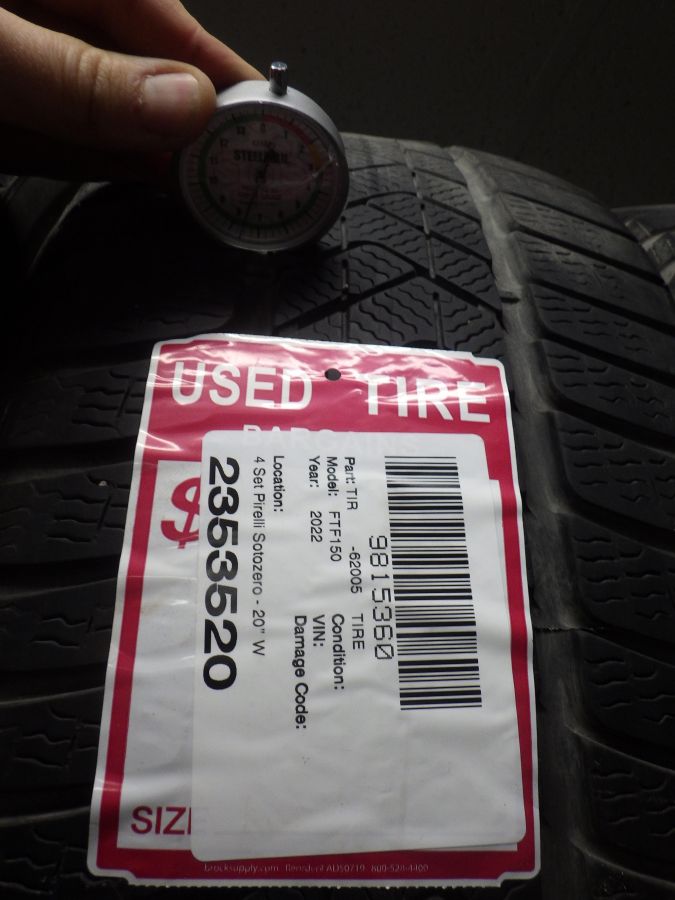 USED TIRE
BARGAINS
$
9815360
Part: TIR -62005 TIRE
Model: FTF150 Condition:
Year: 2022 VIN:
Damage Code:
Location:
4 Set Pirelli Sotozero - 20" W
2353520
SIZ